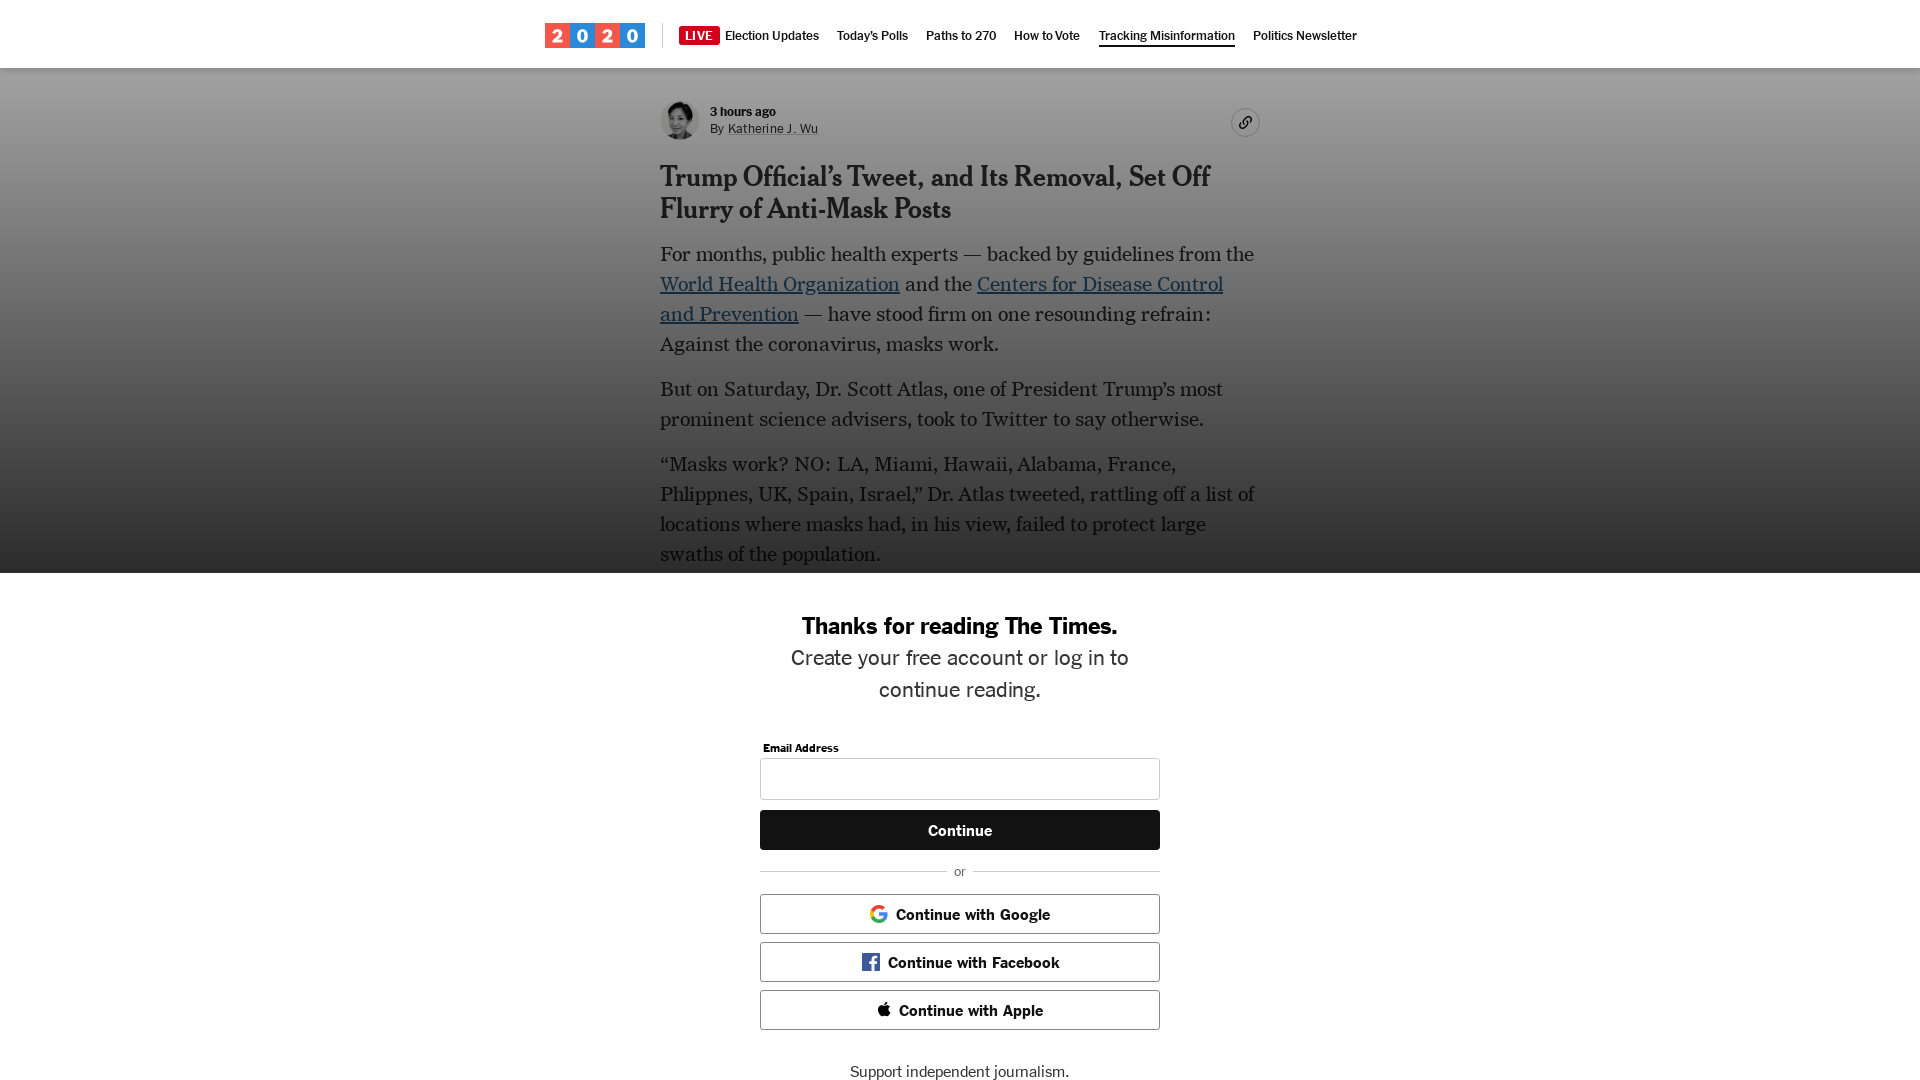 2020
LIVE Election Updates Today's Polls Paths to 270 How to Vote Tracking Misinformation Politics Newsletter
3 hours ago
By Katherine J. Wu
Trump Official’s Tweet, and Its Removal, Set Off
Flurry of Anti-Mask Posts
For months, public health experts — backed by guidelines from the
World Health Organization and the Centers for Disease Control
and Prevention — have stood firm on one resounding refrain:
Against the coronavirus, masks work.
But on Saturday, Dr. Scott Atlas, one of President Trump’s most
prominent science advisers, took to Twitter to say otherwise.
“Masks work? NO: LA, Miami, Hawaii, Alabama, France,
Phlippnes, UK, Spain, Israel,” Dr. Atlas tweeted, rattling off a list of
locations where masks had, in his view, failed to protect large
swaths of the population.
Thanks for reading The Times.
Create your free account or log in to
continue reading.
Email Address
Continue
or
Continue with Google
Continue with Facebook
Continue with Apple
Support independent journalism.